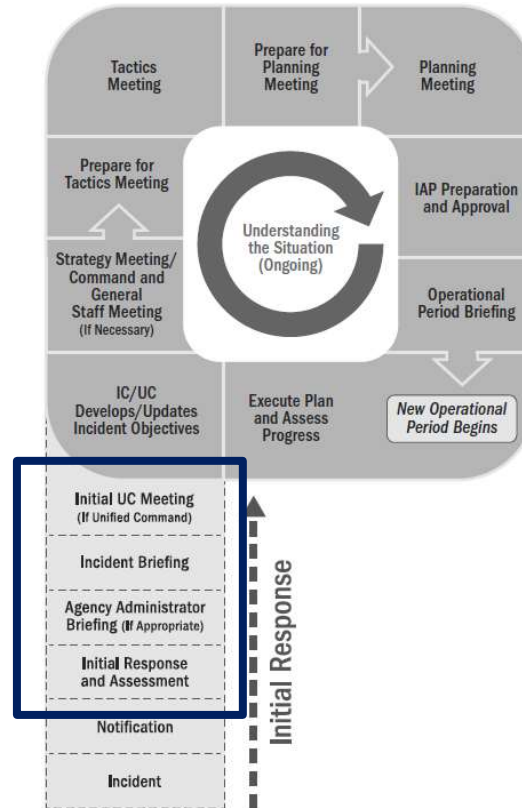 Tactics
Meeting
Prepare for
Planning
Meeting
Planning
Meeting
Prepare for
Tactics Meeting
Understanding
the Situation
(Ongoing)
IAP Preparation
and Approval
Strategy Meeting/
Command and
General
Staff Meeting
(If Necessary)
Operational
Period Briefing
IC/UC
Develops/Updates
Incident Objectives
Execute Plan
and Assess
Progress
New Operational
Period Begins
Initial UC Meeting
(If Unified Command)
Incident Briefing
Agency Administrator
Briefing (If Appropriate)
Initial Response
and Assessment
Notification
Incident
Initial Response